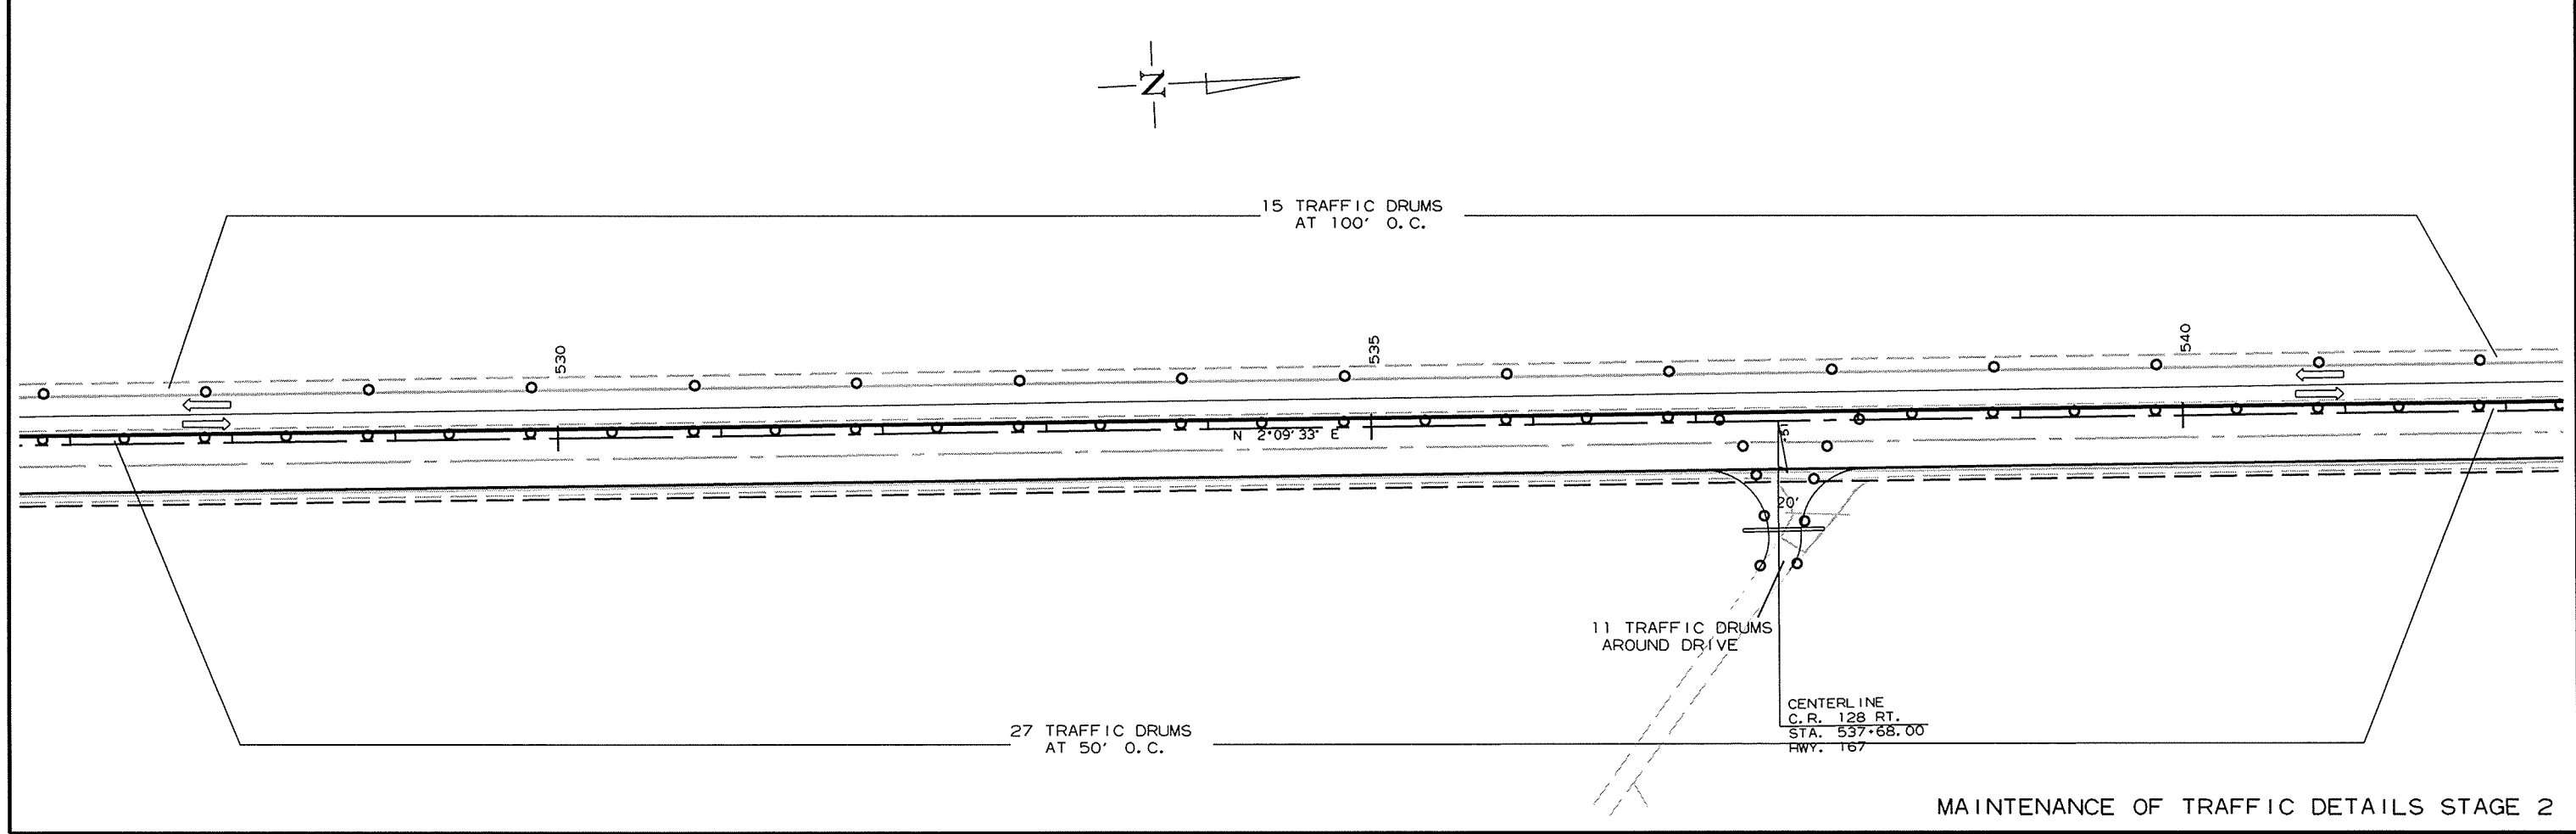 N
15 TRAFFIC DRUMS
AT 100' O.C.
530
535
540
N 2°09'33" E
15'
20'
11 TRAFFIC DRUMS
AROUND DRIVE
CENTERLINE
C.R. 128 RT.
STA. 537+68.00
HWY. 167
27 TRAFFIC DRUMS
AT 50' O.C.
MAINTENANCE OF TRAFFIC DETAILS STAGE 2